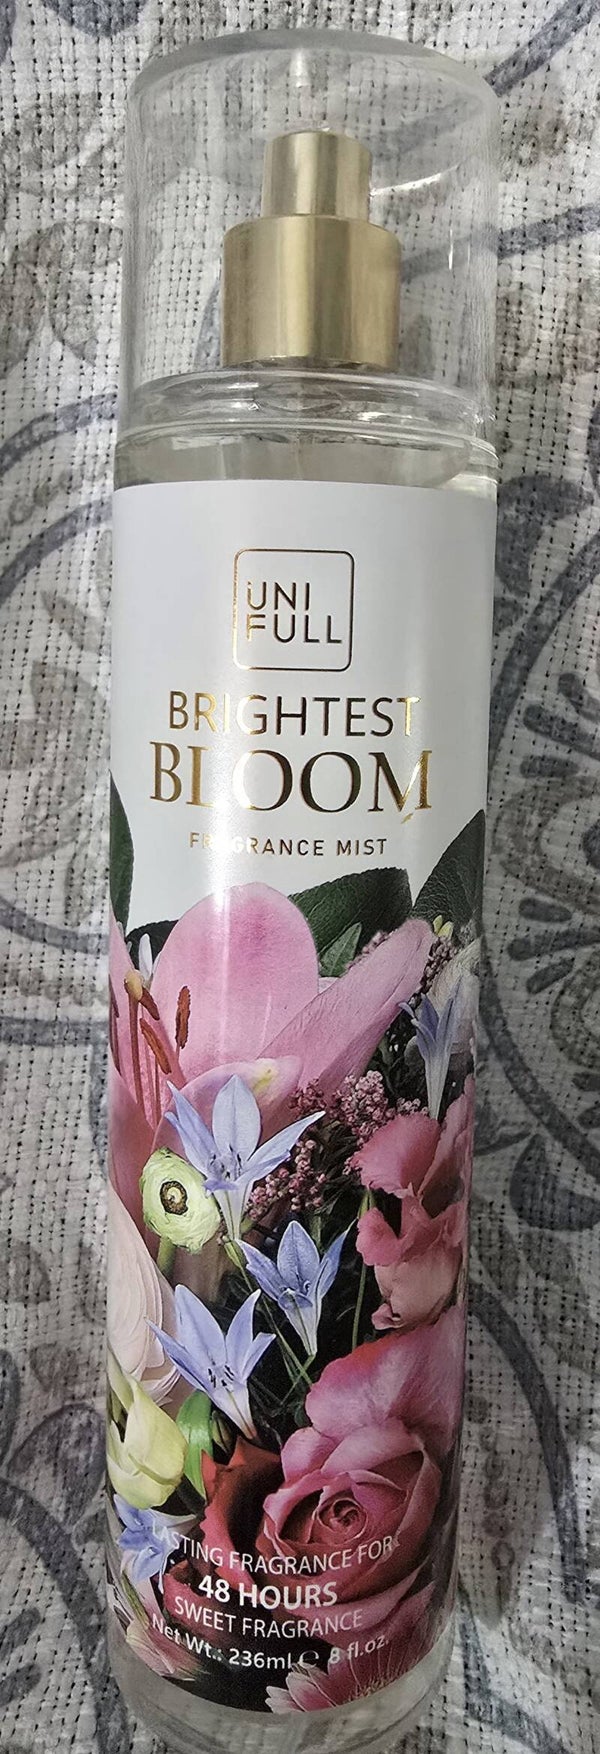 UNI
FULL
BRIGHTEST
BLOOM
FRAGRANCE MIST
LASTING FRAGRANCE FOR
48 HOURS
SWEET FRAGRANCE
Net Wt.: 236ml ℮ 8 fl.oz.